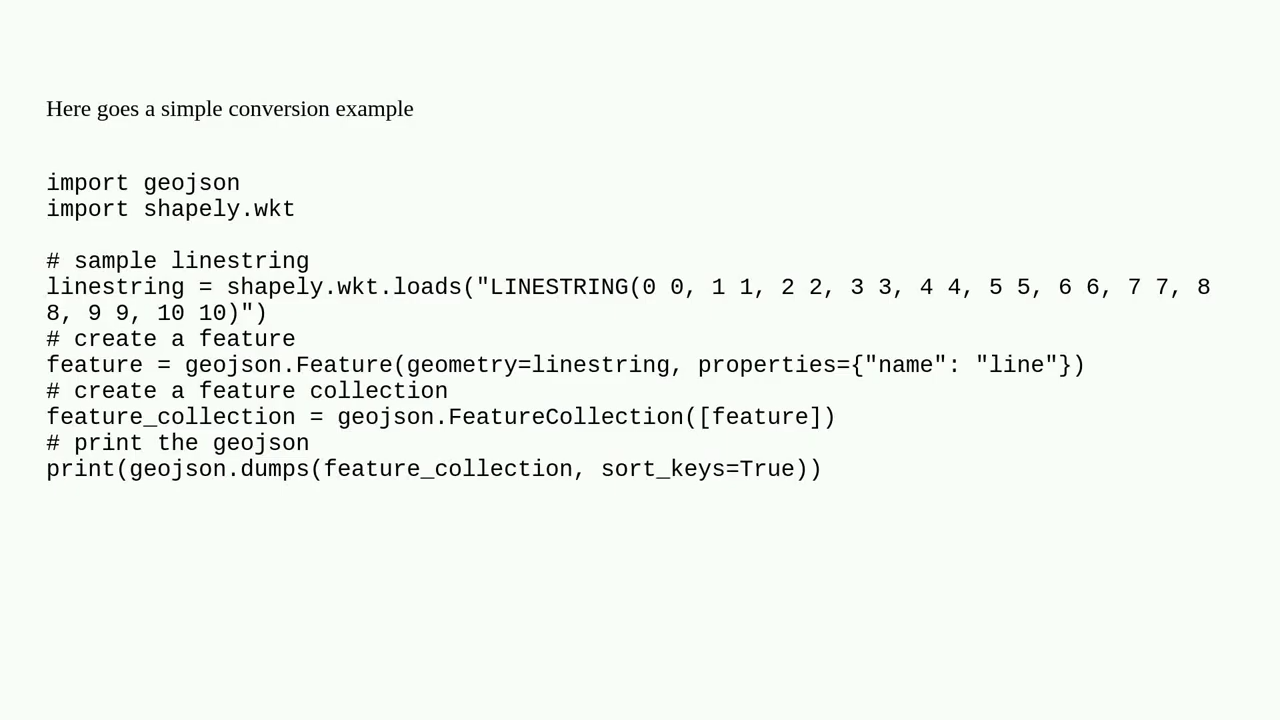 Here goes a simple conversion example
import geojson
import shapely.wkt
# sample linestring
linestring = shapely.wkt.loads("LINESTRING(0 0, 1 1, 2 2, 3 3, 4 4, 5 5, 6 6, 7 7, 8
8, 9 9, 10 10)")
# create a feature
feature = geojson.Feature(geometry=linestring, properties={"name": "line"})
# create a feature collection
feature_collection = geojson.FeatureCollection([feature])
# print the geojson
print(geojson.dumps(feature_collection, sort_keys=True))